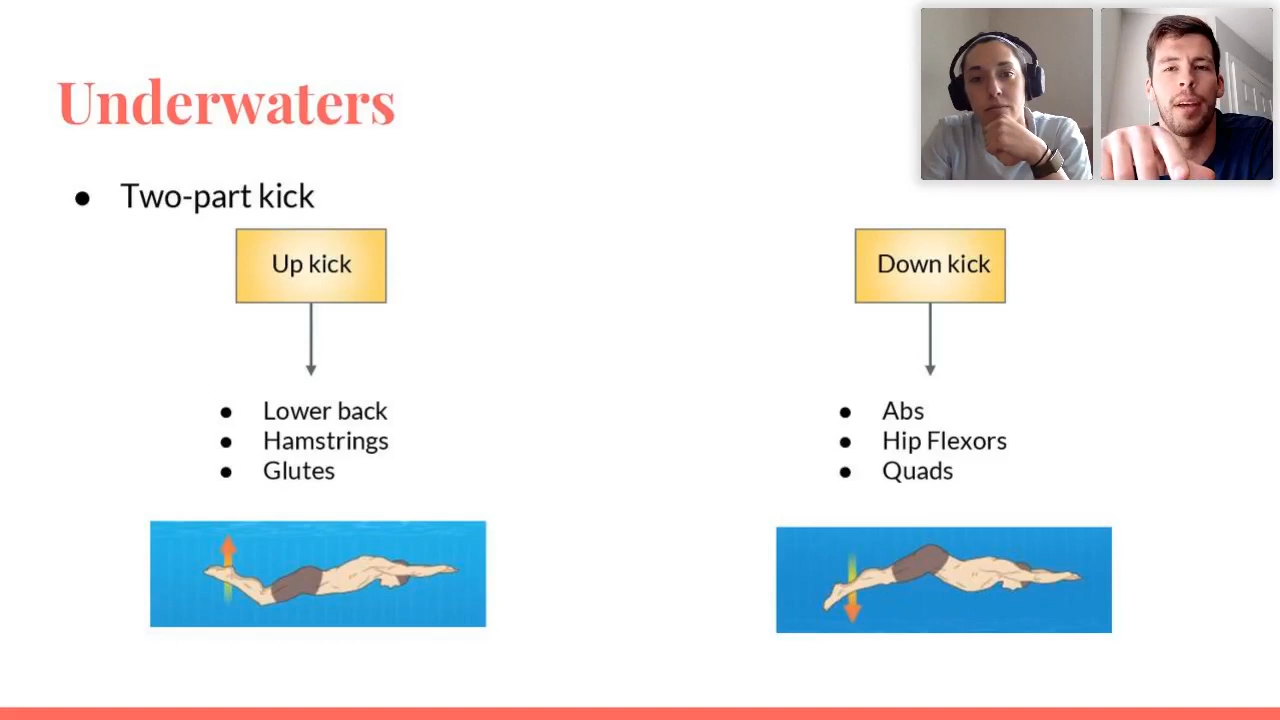 Underwaters
● Two-part kick
Up kick
● Lower back
● Hamstrings
● Glutes
Down kick
● Abs
● Hip Flexors
● Quads